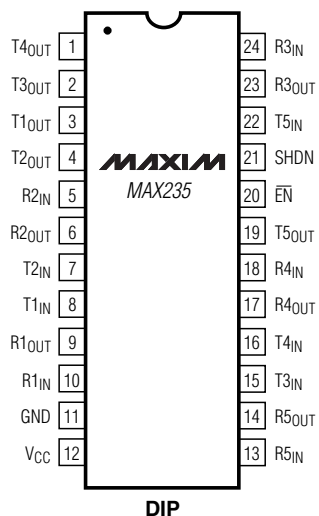 T4OUT 1 24 R3IN
T3OUT 2 23 R3OUT
T1OUT 3 22 T5IN
T2OUT 4 MAXIM 21 SHDN
R2IN 5 MAX235 20 E̅N̅
R2OUT 6 19 T5OUT
T2IN 7 18 R4IN
T1IN 8 17 R4OUT
R1OUT 9 16 T4IN
R1IN 10 15 T3IN
GND 11 14 R5OUT
VCC 12 13 R5IN
DIP